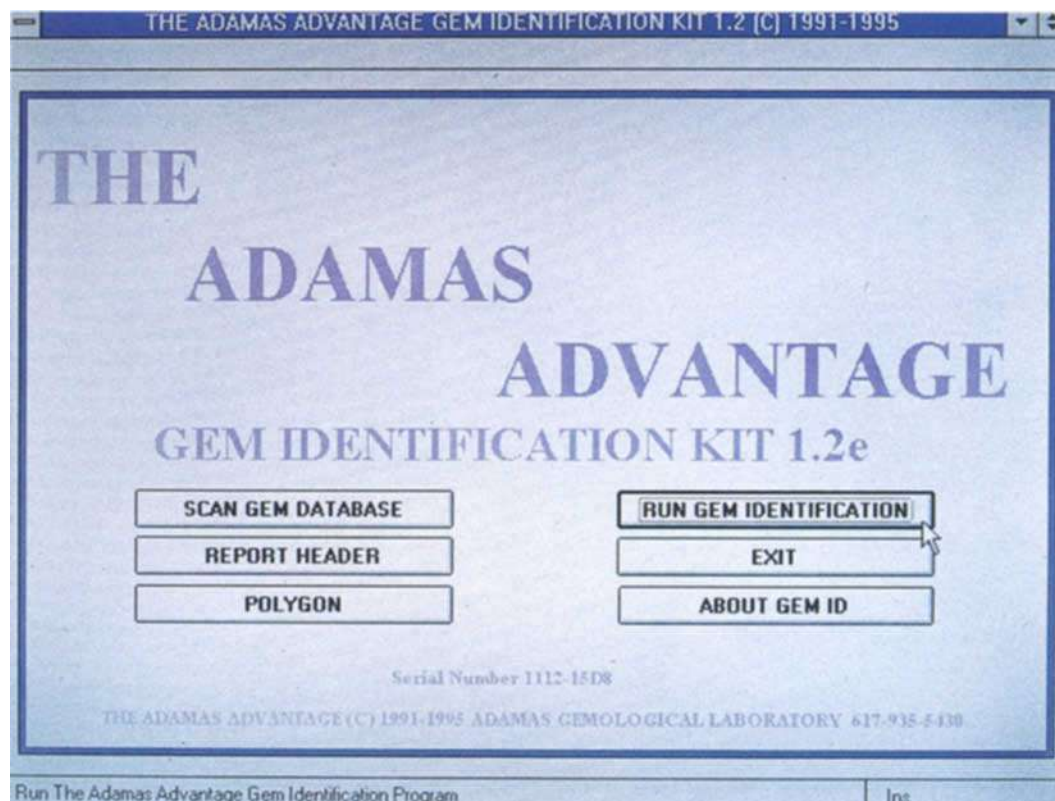 THE ADAMAS ADVANTAGE GEM IDENTIFICATION KIT 1.2 (C) 1991-1995
THE
ADAMAS
ADVANTAGE
GEM IDENTIFICATION KIT 1.2e
SCAN GEM DATABASE
RUN GEM IDENTIFICATION
REPORT HEADER
EXIT
POLYGON
ABOUT GEM ID
Serial Number 1112-15D8
THE ADAMAS ADVANTAGE (C) 1991-1995 ADAMAS GEMOLOGICAL LABORATORY 617-935-5430
Run The Adamas Advantage Gem Identification Program
Ins